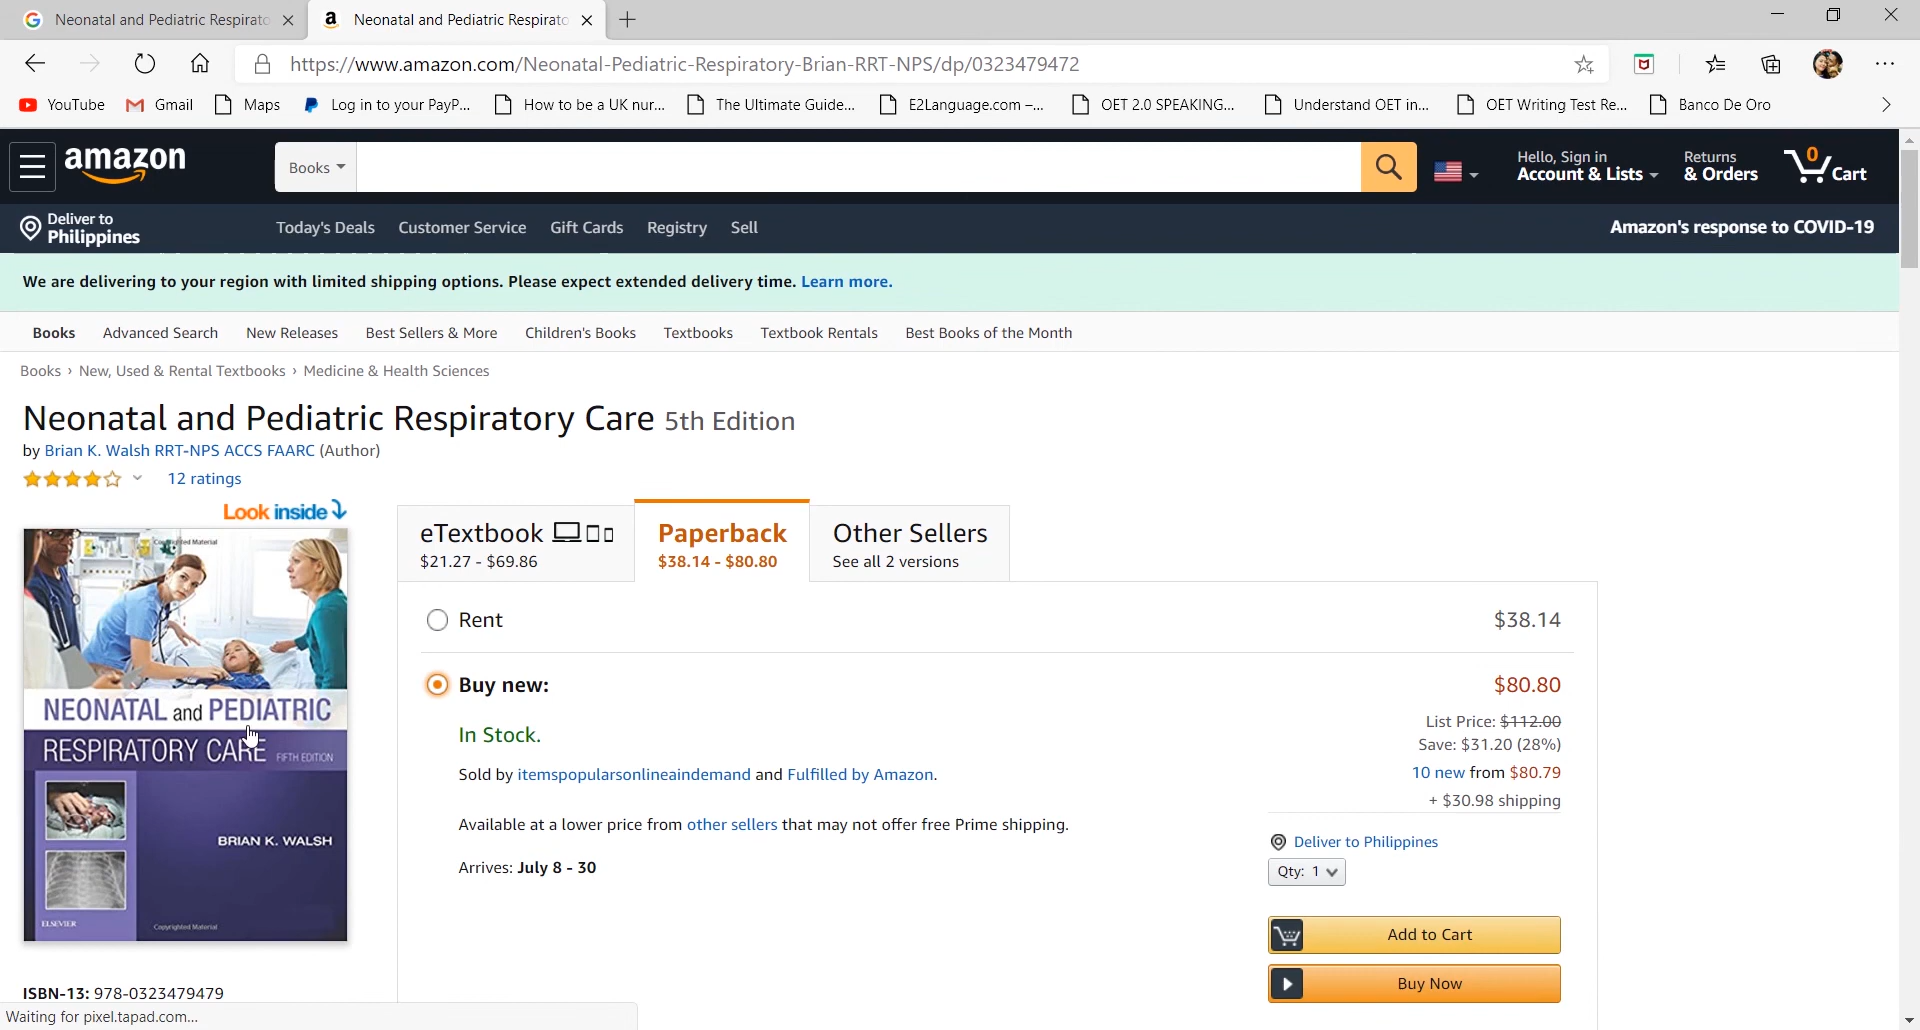 Neonatal and Pediatric Respirato
Neonatal and Pediatric Respirato
https://www.amazon.com/Neonatal-Pediatric-Respiratory-Brian-RRT-NPS/dp/0323479472
YouTube Gmail Maps Log in to your PayP... How to be a UK nur... The Ultimate Guide... E2Language.com –... OET 2.0 SPEAKING... Understand OET in... OET Writing Test Re... Banco De Oro
amazon
Books
Hello, Sign in
Account & Lists
Returns
& Orders
0
Cart
Deliver to
Philippines
Today's Deals Customer Service Gift Cards Registry Sell
Amazon's response to COVID-19
We are delivering to your region with limited shipping options. Please expect extended delivery time. Learn more.
Books Advanced Search New Releases Best Sellers & More Children's Books Textbooks Textbook Rentals Best Books of the Month
Books › New, Used & Rental Textbooks › Medicine & Health Sciences
Neonatal and Pediatric Respiratory Care 5th Edition
by Brian K. Walsh RRT-NPS ACCS FAARC (Author)
12 ratings
Look inside
Copyrighted Material
NEONATAL and PEDIATRIC
RESPIRATORY CARE FIFTH EDITION
BRIAN K. WALSH
ELSEVIER
Copyrighted Material
ISBN-13: 978-0323479479
eTextbook
$21.27 - $69.86
Paperback
$38.14 - $80.80
Other Sellers
See all 2 versions
Rent $38.14
Buy new: $80.80
List Price: $112.00
Save: $31.20 (28%)
10 new from $80.79
+ $30.98 shipping
In Stock.
Sold by itemspopularsonlineaindemand and Fulfilled by Amazon.
Available at a lower price from other sellers that may not offer free Prime shipping.
Arrives: July 8 - 30
Deliver to Philippines
Qty: 1
Add to Cart
Buy Now
Waiting for pixel.tapad.com...